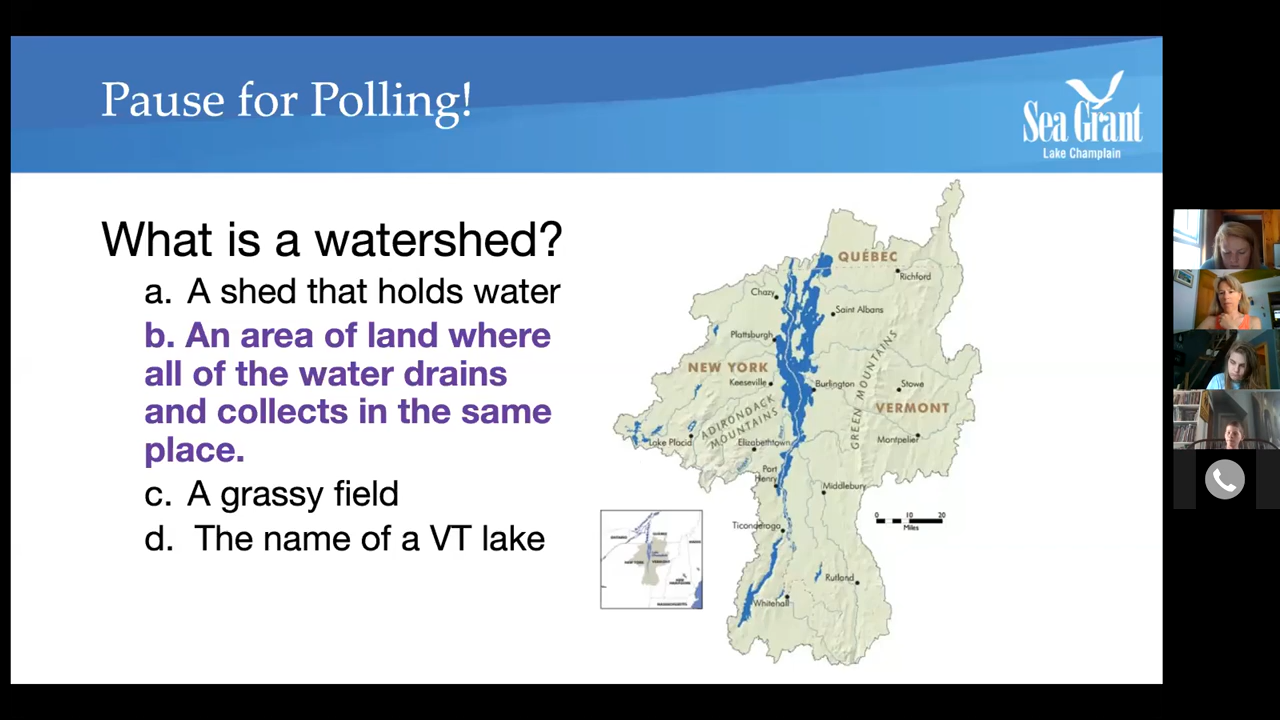 Pause for Polling!
Sea Grant
Lake Champlain
What is a watershed?
a. A shed that holds water
b. An area of land where
all of the water drains
and collects in the same
place.
c. A grassy field
d. The name of a VT lake
QUÉBEC
Richford
Chazy
Saint Albans
Plattsburgh
NEW YORK
Keeseville
Burlington
Stowe
GREEN MOUNTAINS
VERMONT
ADIRONDACK
MOUNTAINS
Lake Placid
Elizabethtown
Montpelier
Port
Henry
Middlebury
0 10 20
Miles
Ticonderoga
Rutland
Whitehall